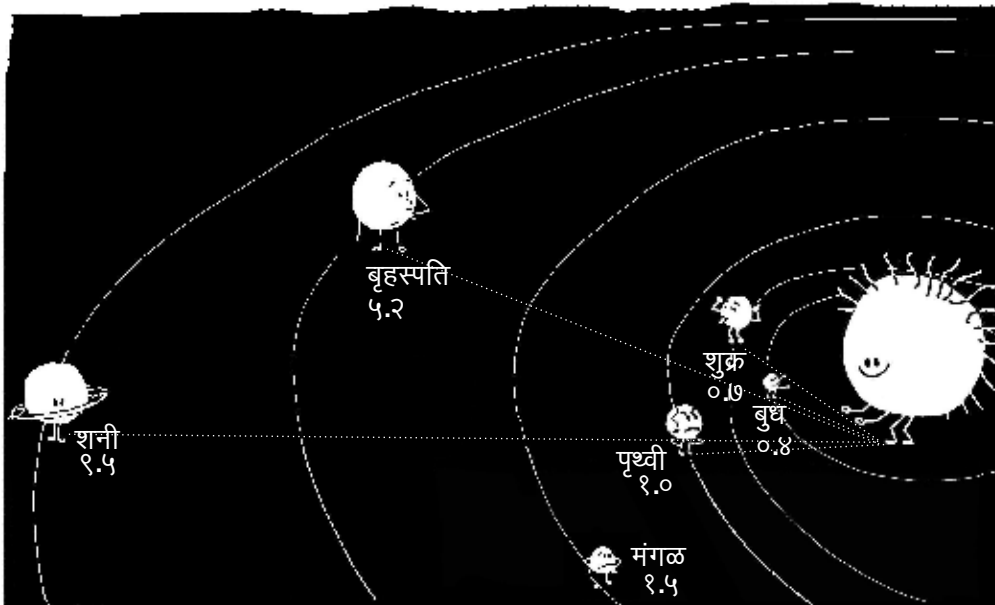 बृहस्पति
५.२
शुक्र
०.७
बुध
०.४
शनी
९.५
पृथ्वी
१.०
मंगळ
१.५